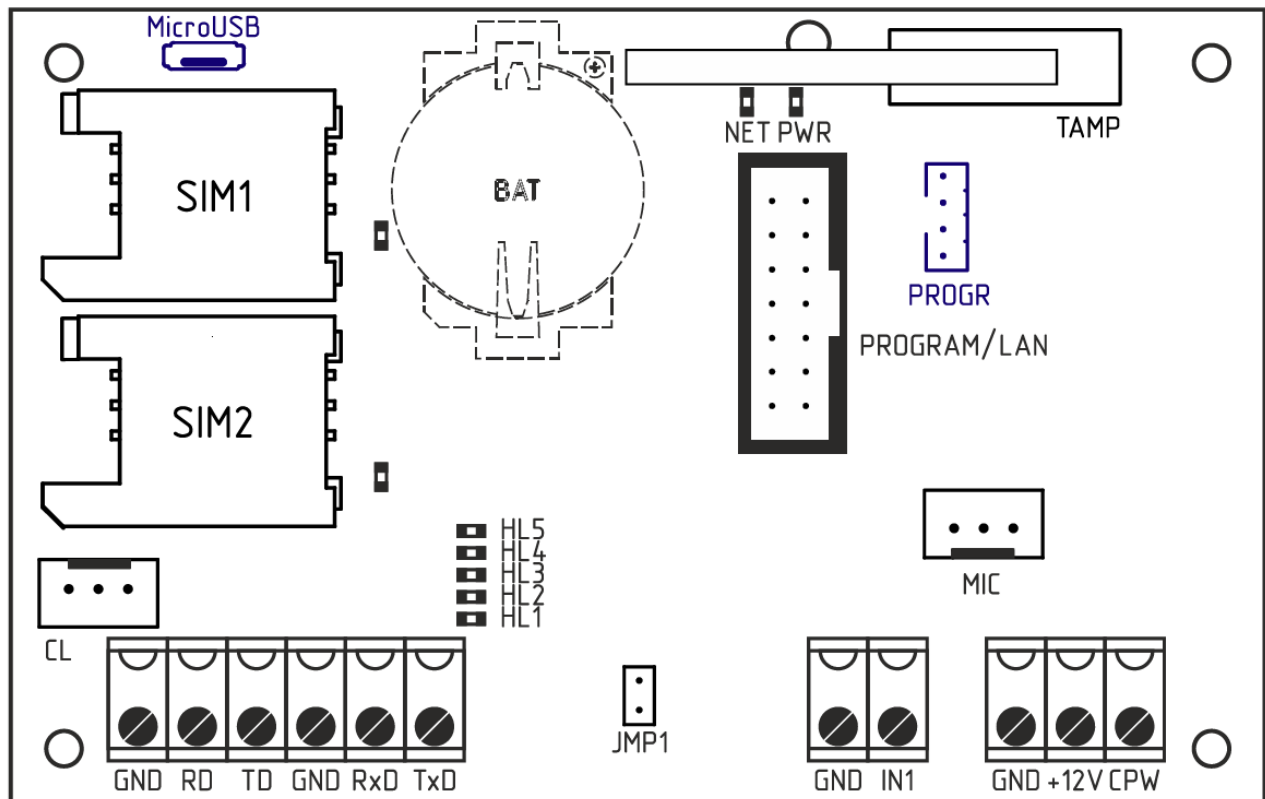 MicroUSB
SIM1
BAT
NET PWR
TAMP
PROGR
PROGRAM/LAN
SIM2
HL5
HL4
HL3
HL2
HL1
MIC
CL
JMP1
GND RD TD GND RxD TxD
GND IN1
GND +12V CPW